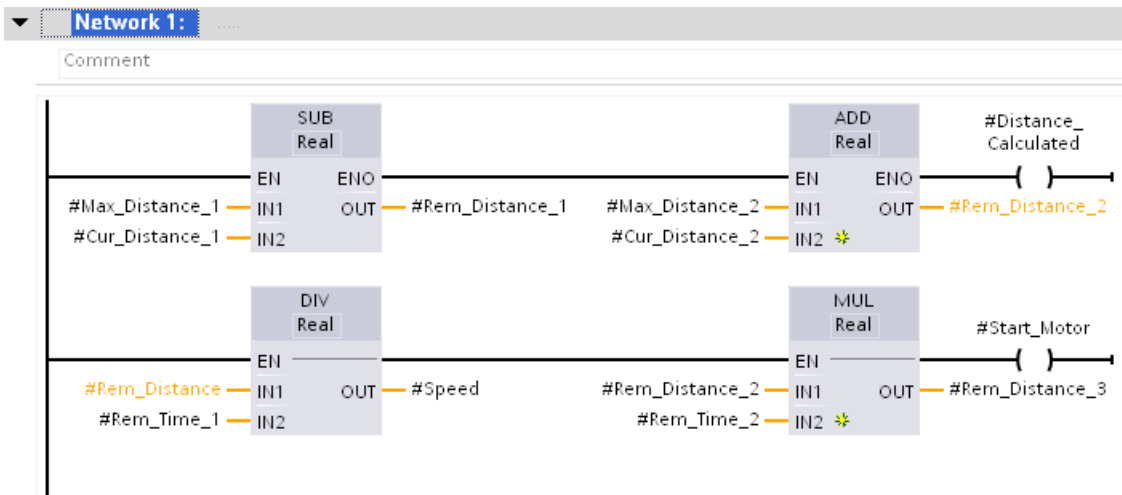 Network 1: .....
Comment
SUB
Real
ADD
Real
#Distance_
Calculated
EN ENO
EN ENO
#Max_Distance_1 IN1 OUT #Rem_Distance_1
#Max_Distance_2 IN1 OUT #Rem_Distance_2
#Cur_Distance_1 IN2
#Cur_Distance_2 IN2
DIV
Real
MUL
Real
#Start_Motor
EN
EN
#Rem_Distance IN1 OUT #Speed
#Rem_Distance_2 IN1 OUT #Rem_Distance_3
#Rem_Time_1 IN2
#Rem_Time_2 IN2